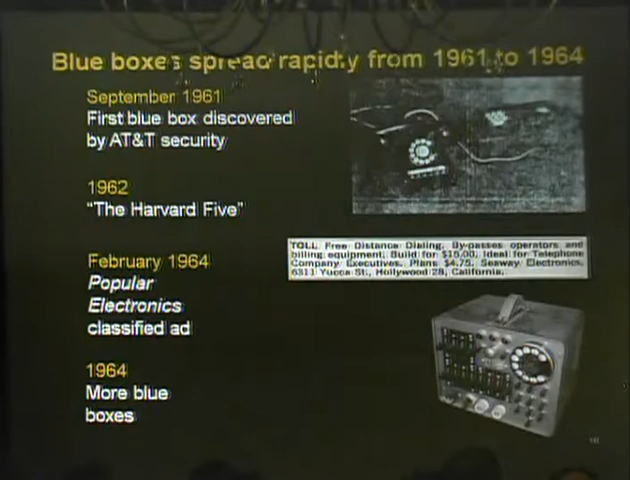 Blue boxes spread rapidly from 1961 to 1964
September 1961
First blue box discovered
by AT&T security
1962
“The Harvard Five”
February 1964
Popular
Electronics
classified ad
1964
More blue
boxes
TOLL Free Distance Dialing. By-passes operators and
billing equipment. Build for $15.00. Ideal for Telephone
Company Executives. Plans $4.75. Seaway Electronics,
6311 Yucca St., Hollywood 28, California.